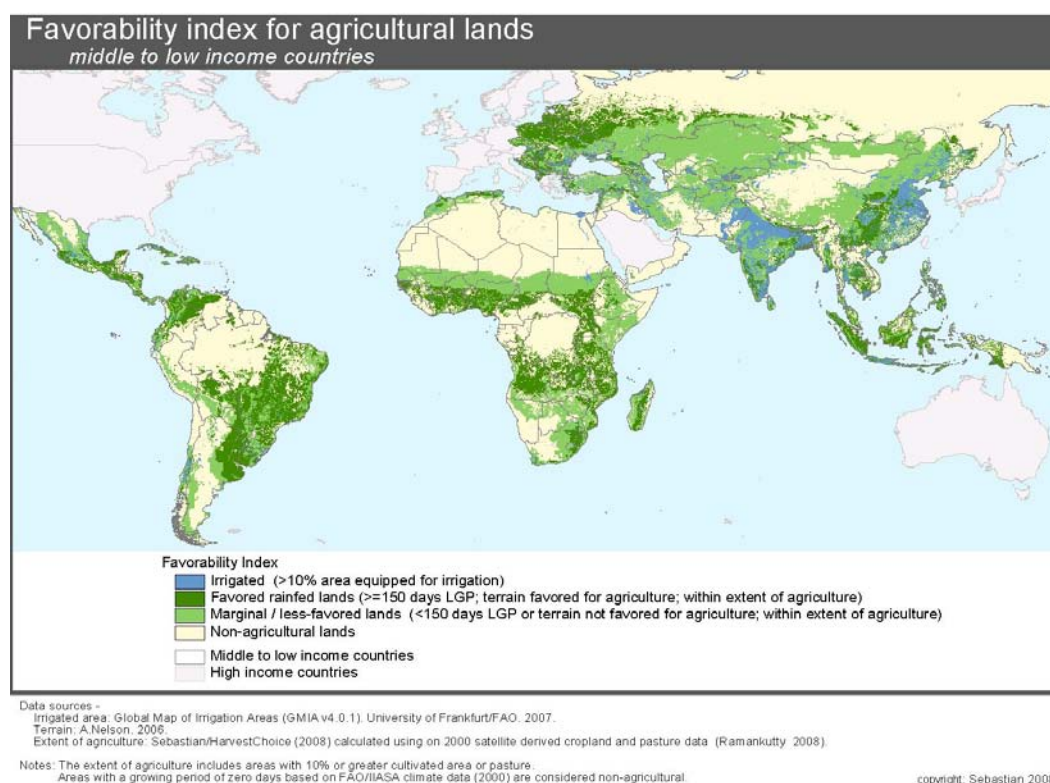 Favorability index for agricultural lands
middle to low income countries
Favorability Index
Irrigated (>10% area equipped for irrigation)
Favored rainfed lands (>=150 days LGP; terrain favored for agriculture; within extent of agriculture)
Marginal / less-favored lands (<150 days LGP or terrain not favored for agriculture; within extent of agriculture)
Non-agricultural lands
Middle to low income countries
High income countries
Data sources -
Irrigated area: Global Map of Irrigation Areas (GMIA v4.0.1). University of Frankfurt/FAO. 2007.
Terrain: A.Nelson. 2006.
Extent of agriculture: Sebastian/HarvestChoice (2008) calculated using on 2000 satellite derived cropland and pasture data (Ramankutty 2008).
Notes: The extent of agriculture includes areas with 10% or greater cultivated area or pasture.
Areas with a growing period of zero days based on FAO/IIASA climate data (2000) are considered non-agricultural.
copyright: Sebastian 2008